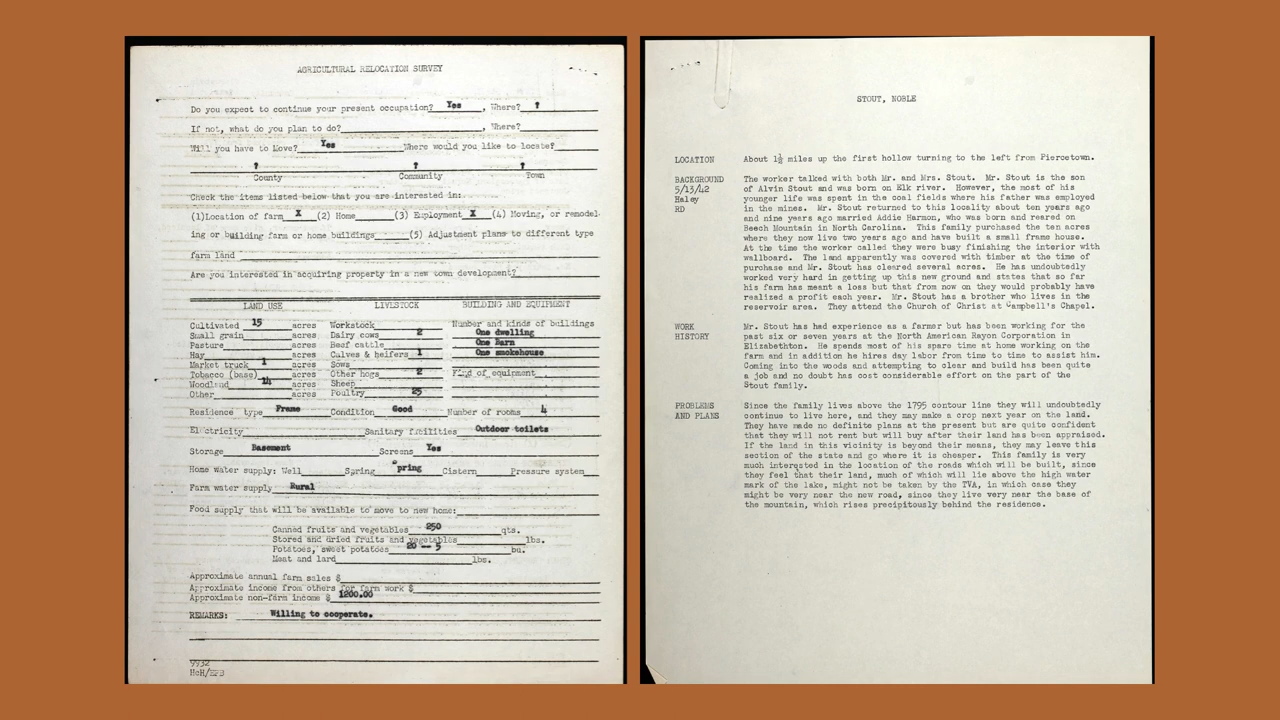 AGRICULTURAL RELOCATION SURVEY
Do you expect to continue your present occupation? Yes , Where? ?
If not, what do you plan to do? , Where?
Will you have to Move? Yes Where would you like to locate?
? ? ?
County Community Town
Check the items listed below that you are interested in:
(1)Location of farm X (2) Home (3) Employment X (4) Moving, or remodel-
ing or building farm or home buildings (5) Adjustment plans to different type
farm land
Are you interested in acquiring property in a new town development?
LAND USE LIVESTOCK BUILDING AND EQUIPMENT
Cultivated 15 acres Workstock Number and kinds of buildings
Small grain acres Dairy cows 2 One dwelling
Pasture acres Beef cattle One Barn
Hay acres Calves & heifers 1 One smokehouse
Market truck 1 acres Sows
Tobacco (base) acres Other hogs 2 Kind of equipment
Woodland acres Sheep
Other acres Poultry 25
Residence type Frame Condition Good Number of rooms 4
Electricity Sanitary facilities Outdoor toilets
Storage Basement Screens Yes
Home Water supply: Well Spring Spring Cistern Pressure system
Farm water supply Rural
Food supply that will be available to move to new home:
Canned fruits and vegetables 250 qts.
Stored and dried fruits and vegetables lbs.
Potatoes, sweet potatoes 20 -- 5 bu.
Meat and lard lbs.
Approximate annual farm sales $
Approximate income from others for farm work $
Approximate non-farm income $ 1200.00
REMARKS: Willing to cooperate.
9932
HcH/EPB
STOUT, NOBLE
LOCATION About 1½ miles up the first hollow turning to the left from Piercetown.
BACKGROUND The worker talked with both Mr. and Mrs. Stout. Mr. Stout is the son
5/13/42 of Alvin Stout and was born on Elk river. However, the most of his
Haley younger life was spent in the coal fields where his father was employed
RD in the mines. Mr. Stout returned to this locality about ten years ago
and nine years ago married Addie Harmon, who was born and reared on
Beech Mountain in North Carolina. This family purchased the ten acres
where they now live two years ago and have built a small frame house.
At the time the worker called they were busy finishing the interior with
wallboard. The land apparently was covered with timber at the time of
purchase and Mr. Stout has cleared several acres. He has undoubtedly
worked very hard in getting up this new ground and states that so far
his farm has meant a loss but that from now on they would probably have
realized a profit each year. Mr. Stout has a brother who lives in the
reservoir area. They attend the Church of Christ at Campbell's Chapel.
WORK Mr. Stout has had experience as a farmer but has been working for the
HISTORY past six or seven years at the North American Rayon Corporation in
Elizabethton. He spends most of his spare time at home working on the
farm and in addition he hires day labor from time to time to assist him.
Coming into the woods and attempting to clear and build has been quite
a job and no doubt has cost considerable effort on the part of the
Stout family.
PROBLEMS Since the family lives above the 1795 contour line they will undoubtedly
AND PLANS continue to live here, and they may make a crop next year on the land.
They have made no definite plans at the present but are quite confident
that they will not rent but will buy after their land has been appraised.
If the land in this vicinity is beyond their means, they may leave this
section of the state and go where it is cheaper. This family is very
much interested in the location of the roads which will be built, since
they feel that their land, much of which will lie above the high water
mark of the lake, might not be taken by the TVA, in which case they
might be very near the new road, since they live very near the base of
the mountain, which rises precipitously behind the residence.